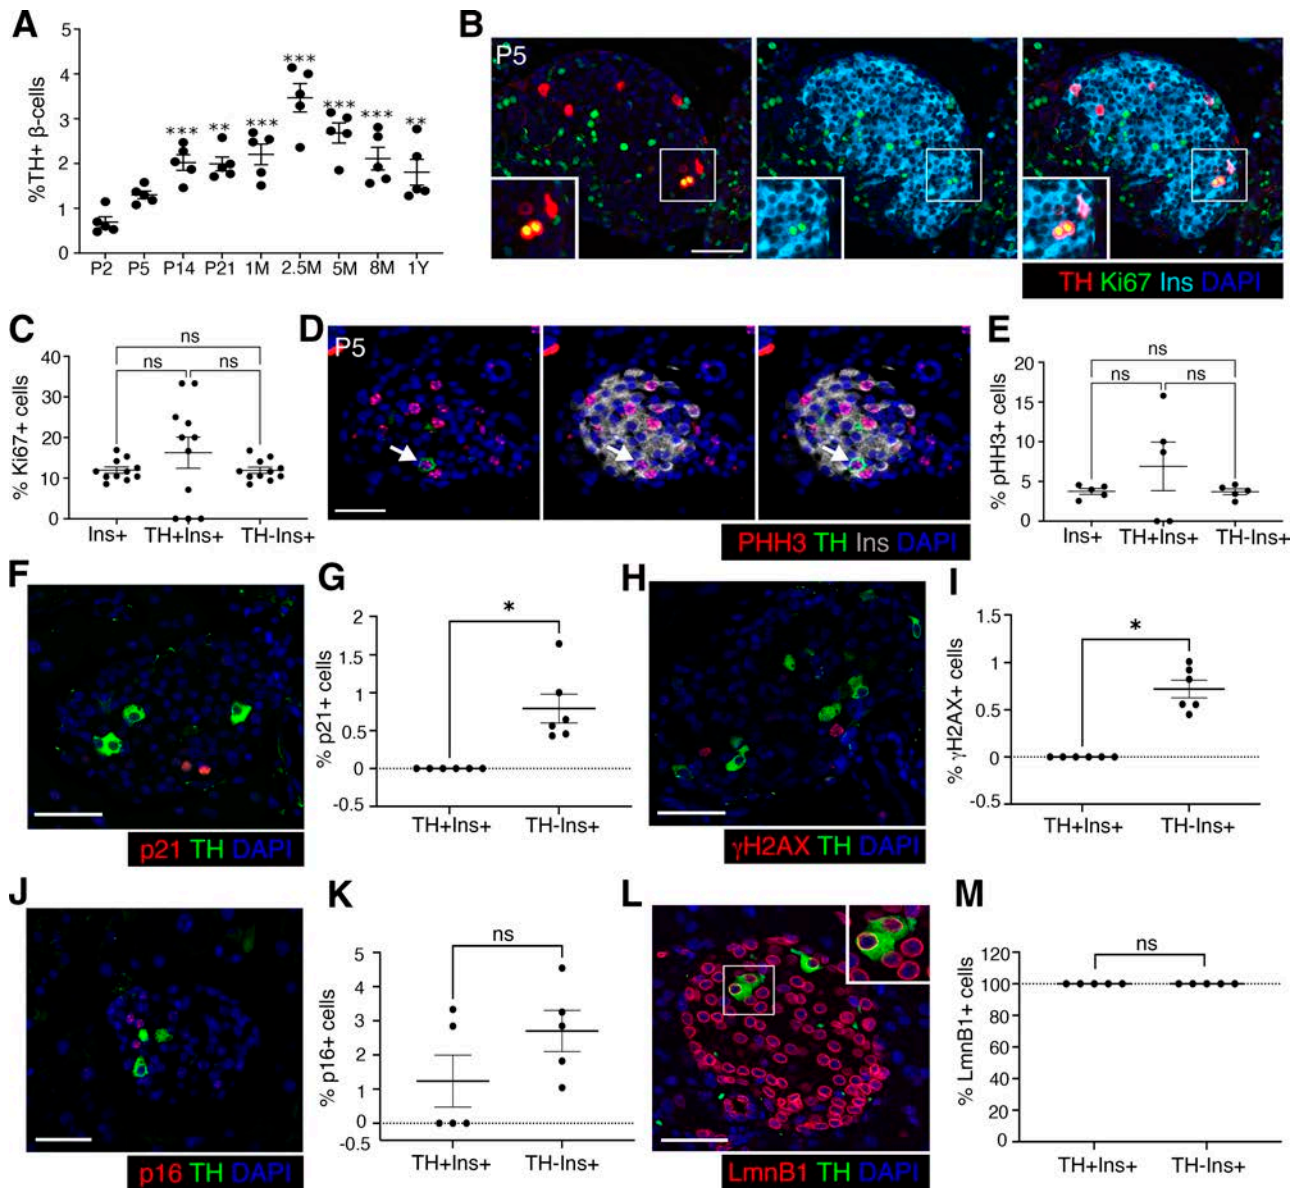 A
%TH+ β-cells
5
4
3
2
1
0
*** ** *** *** *** *** **
P2 P5 P14 P21 1M 2.5M 5M 8M 1Y
B
P5
TH Ki67 Ins DAPI
C
% Ki67+ cells
40
30
20
10
0
ns
ns ns
Ins+ TH+Ins+ TH-Ins+
D
P5
PHH3 TH Ins DAPI
E
% pHH3+ cells
20
15
10
5
0
ns
ns ns
Ins+ TH+Ins+ TH-Ins+
F
p21 TH DAPI
G
% p21+ cells
2
1.5
1
0.5
0
-0.5
*
TH+Ins+ TH-Ins+
H
γH2AX TH DAPI
I
% γH2AX+ cells
1.5
1
0.5
0
-0.5
*
TH+Ins+ TH-Ins+
J
p16 TH DAPI
K
% p16+ cells
5
4
3
2
1
0
-0.5
ns
TH+Ins+ TH-Ins+
L
LmnB1 TH DAPI
M
% LmnB1+ cells
120
100
80
60
40
20
0
ns
TH+Ins+ TH-Ins+